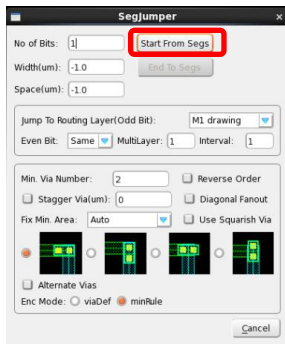 SegJumper
No of Bits: 1 Start From Segs
Width(um): -1.0 End To Segs
Space(um): -1.0
Jump To Routing Layer(Odd Bit): M1 drawing
Even Bit: Same MultiLayer: 1 Interval: 1
Min. Via Number: 2 Reverse Order
Stagger Via(um): 0 Diagonal Fanout
Fix Min. Area: Auto Use Squarish Via
Alternate Vias
Enc Mode: viaDef minRule
Cancel